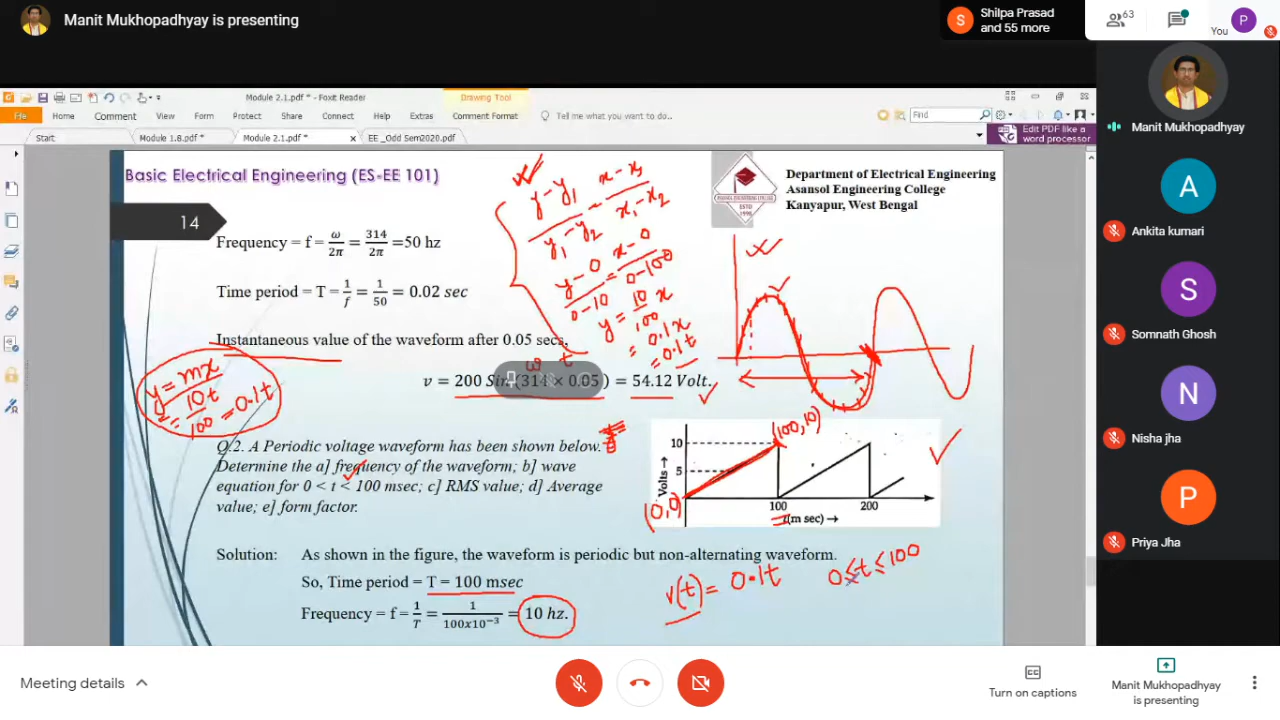 Manit Mukhopadhyay is presenting
S
Shilpa Prasad
and 55 more
63
You
P
Module 2.1.pdf * - Foxit Reader
Drawing Tool
File
Home
Comment
View
Form
Protect
Share
Connect
Help
Extras
Comment Format
Tell me what you want to do...
Find
Start
Module 1.8.pdf *
Module 2.1.pdf *
EE _Odd Sem2020.pdf
Edit PDF like a
word processor
Basic Electrical Engineering (ES-EE 101)
Department of Electrical Engineering
Asansol Engineering College
Kanyapur, West Bengal
14
Frequency = f = ω/2π = 314/2π =50 hz
Time period = T = 1/f = 1/50 = 0.02 sec
Instantaneous value of the waveform after 0.05 secs.
v = 200 Sin (314 × 0.05 ) = 54.12 Volt.
y-y₁/y₁-y₂ = x-x₁/x₁-x₂
y-0/0-10 = x-0/0-100
y = 10/100 x
= 0.1x
= 0.1t
ω t
y = mx
= 10t/100 = 0.1t
Q.2. A Periodic voltage waveform has been shown below.
Determine the a] frequency of the waveform; b] wave
equation for 0 < t < 100 msec; c] RMS value; d] Average
value; e] form factor.
(100,10)
10
5
Volts →
(0,0)
100
200
t(m sec) →
Solution: As shown in the figure, the waveform is periodic but non-alternating waveform.
So, Time period = T = 100 msec
Frequency = f = 1/T = 1/100x10⁻³ = 10 hz.
v(t) = 0.1t 0≤t≤100
Manit Mukhopadhyay
A
Ankita kumari
S
Somnath Ghosh
N
Nisha jha
P
Priya Jha
Meeting details
CC
Turn on captions
Manit Mukhopadhyay
is presenting